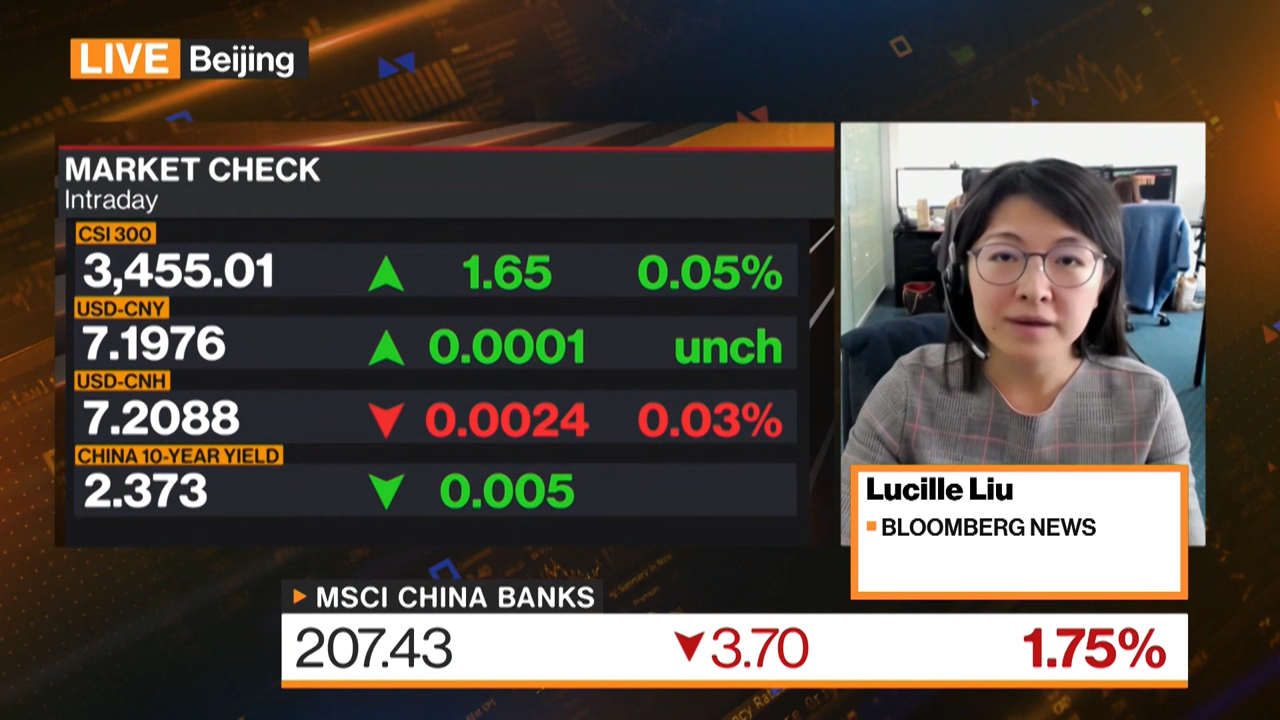 LIVE Beijing
MARKET CHECK
Intraday
CSI 300
3,455.01 ▲ 1.65 0.05%
USD-CNY
7.1976 ▲ 0.0001 unch
USD-CNH
7.2088 ▼ 0.0024 0.03%
CHINA 10-YEAR YIELD
2.373 ▼ 0.005
Lucille Liu
BLOOMBERG NEWS
MSCI CHINA BANKS
207.43 ▼3.70 1.75%